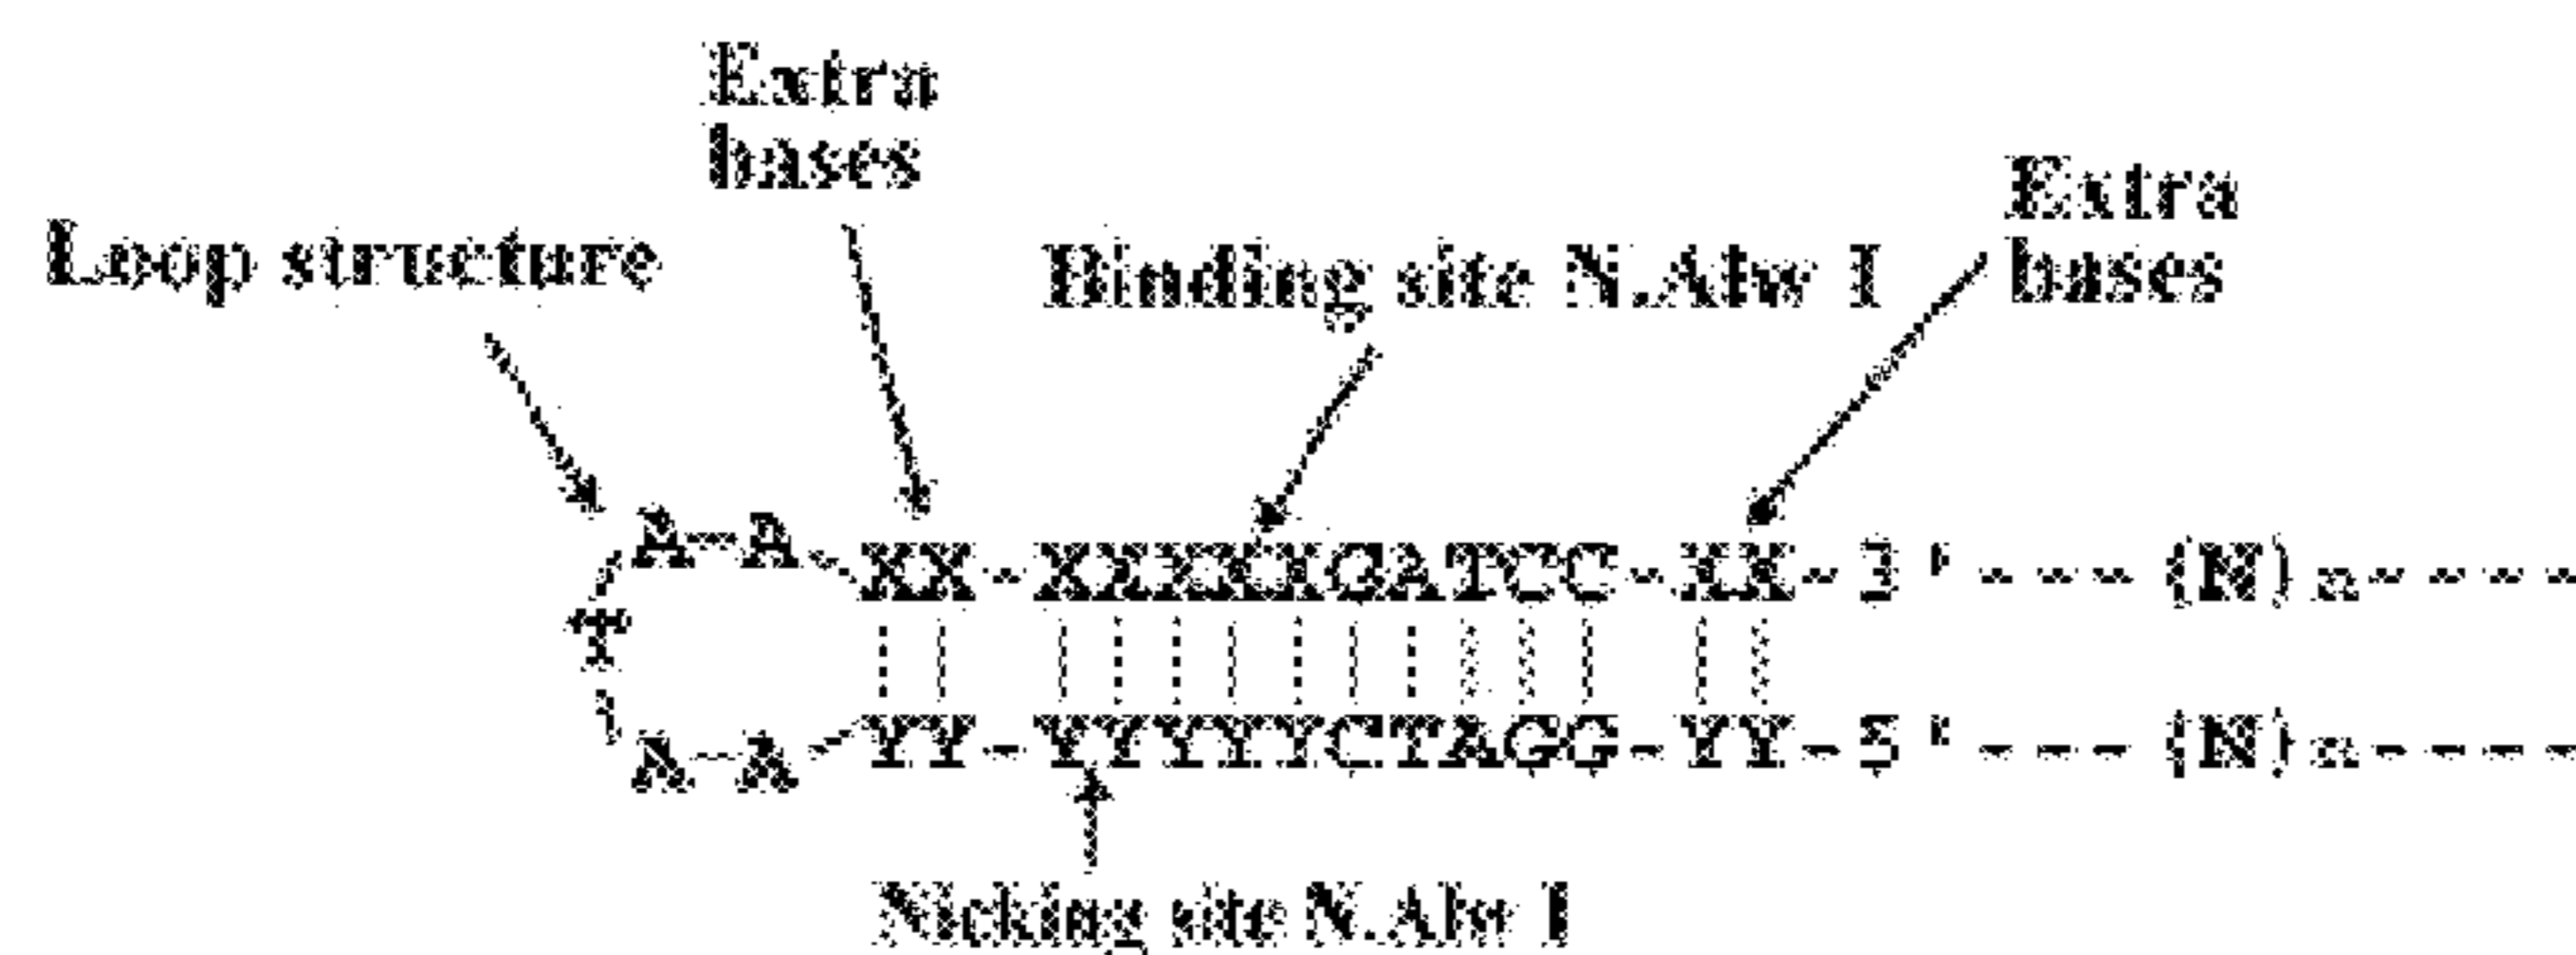 Extra
bases
Extra
bases
Loop structure
Binding site N.Alw I
A-A
XX-XXXXXGATCC-XX-3'---(N)n----
T
YY-YYYYYCTAGG-YY-5'---(N)n----
A-A
Nicking site N.Alw I